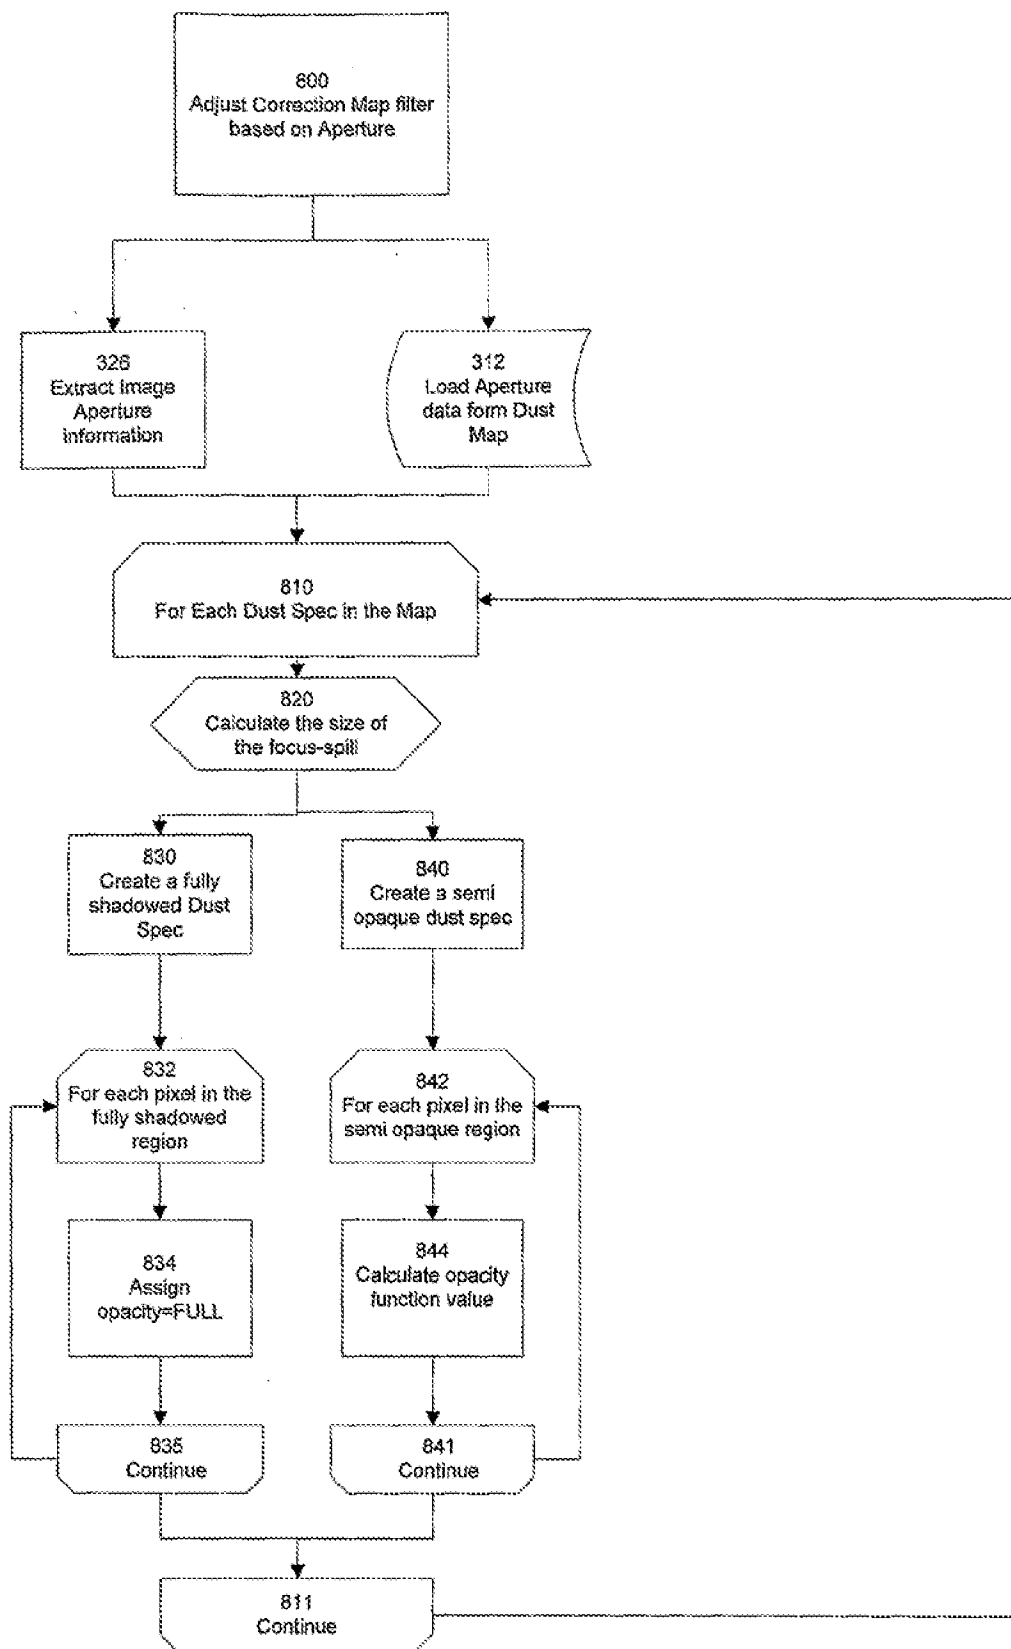 800
Adjust Correction Map filter
based on Aperture
326
Extract Image
Aperture
information
312
Load Aperture
data form Dust
Map
810
For Each Dust Spec in the Map
820
Calculate the size of
the focus-spill
830
Create a fully
shadowed Dust
Spec
840
Create a semi
opaque dust spec
832
For each pixel in the
fully shadowed
region
842
For each pixel in the
semi opaque region
834
Assign
opacity=FULL
844
Calculate opacity
function value
835
Continue
841
Continue
811
Continue